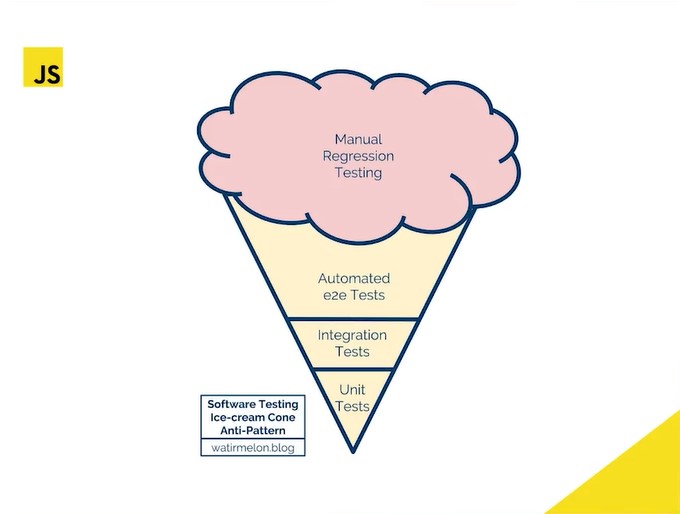 JS
Manual
Regression
Testing
Automated
e2e Tests
Integration
Tests
Unit
Tests
Software Testing
Ice-cream Cone
Anti-Pattern
watirmelon.blog